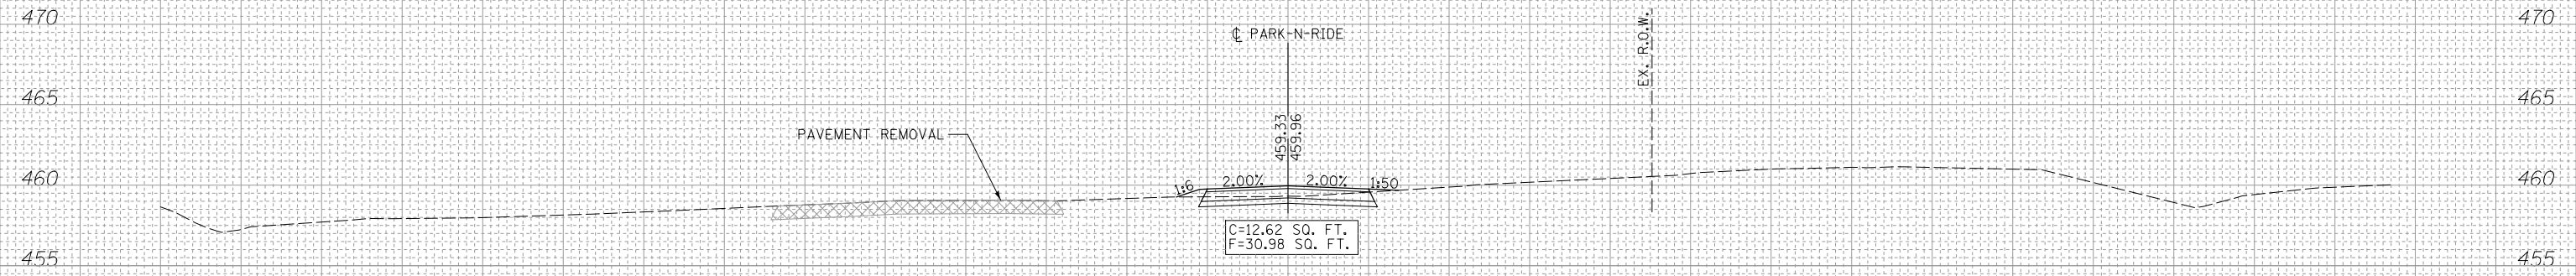 470 470
℄ PARK-N-RIDE
EX. R.O.W.
465 465
PAVEMENT REMOVAL
459.33
459.96
460 460
1:6 2.00% 2.00% 1:50
C=12.62 SQ. FT.
F=30.98 SQ. FT.
455 455